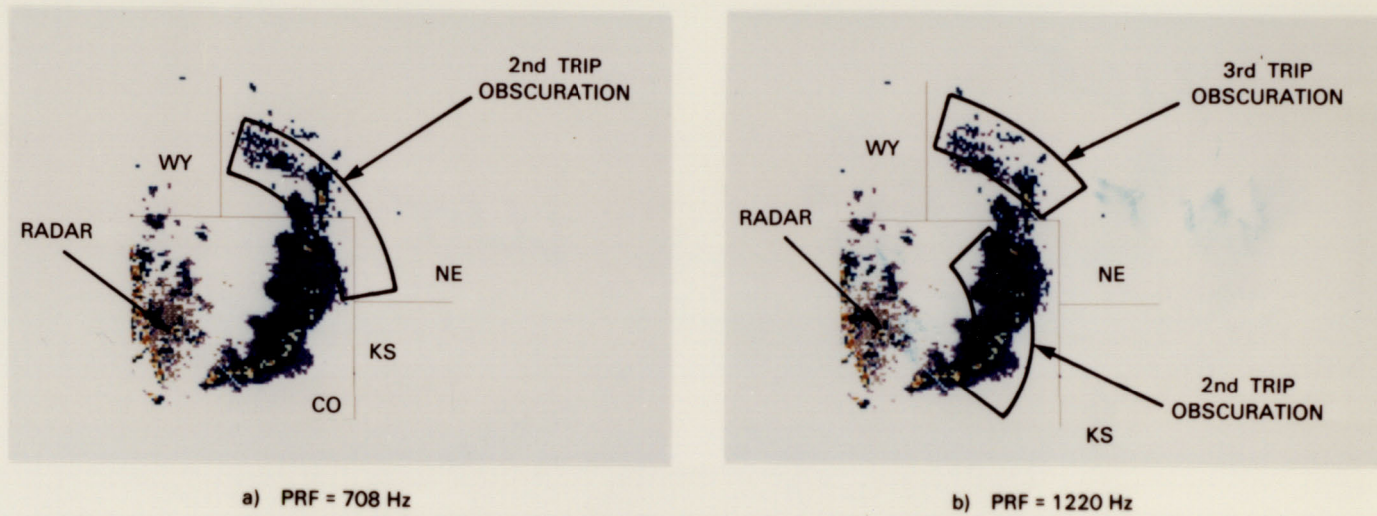 2nd TRIP
OBSCURATION
WY
RADAR
NE
KS
CO
a) PRF = 708 Hz
3rd TRIP
OBSCURATION
WY
RADAR
NE
2nd TRIP
OBSCURATION
KS
b) PRF = 1220 Hz